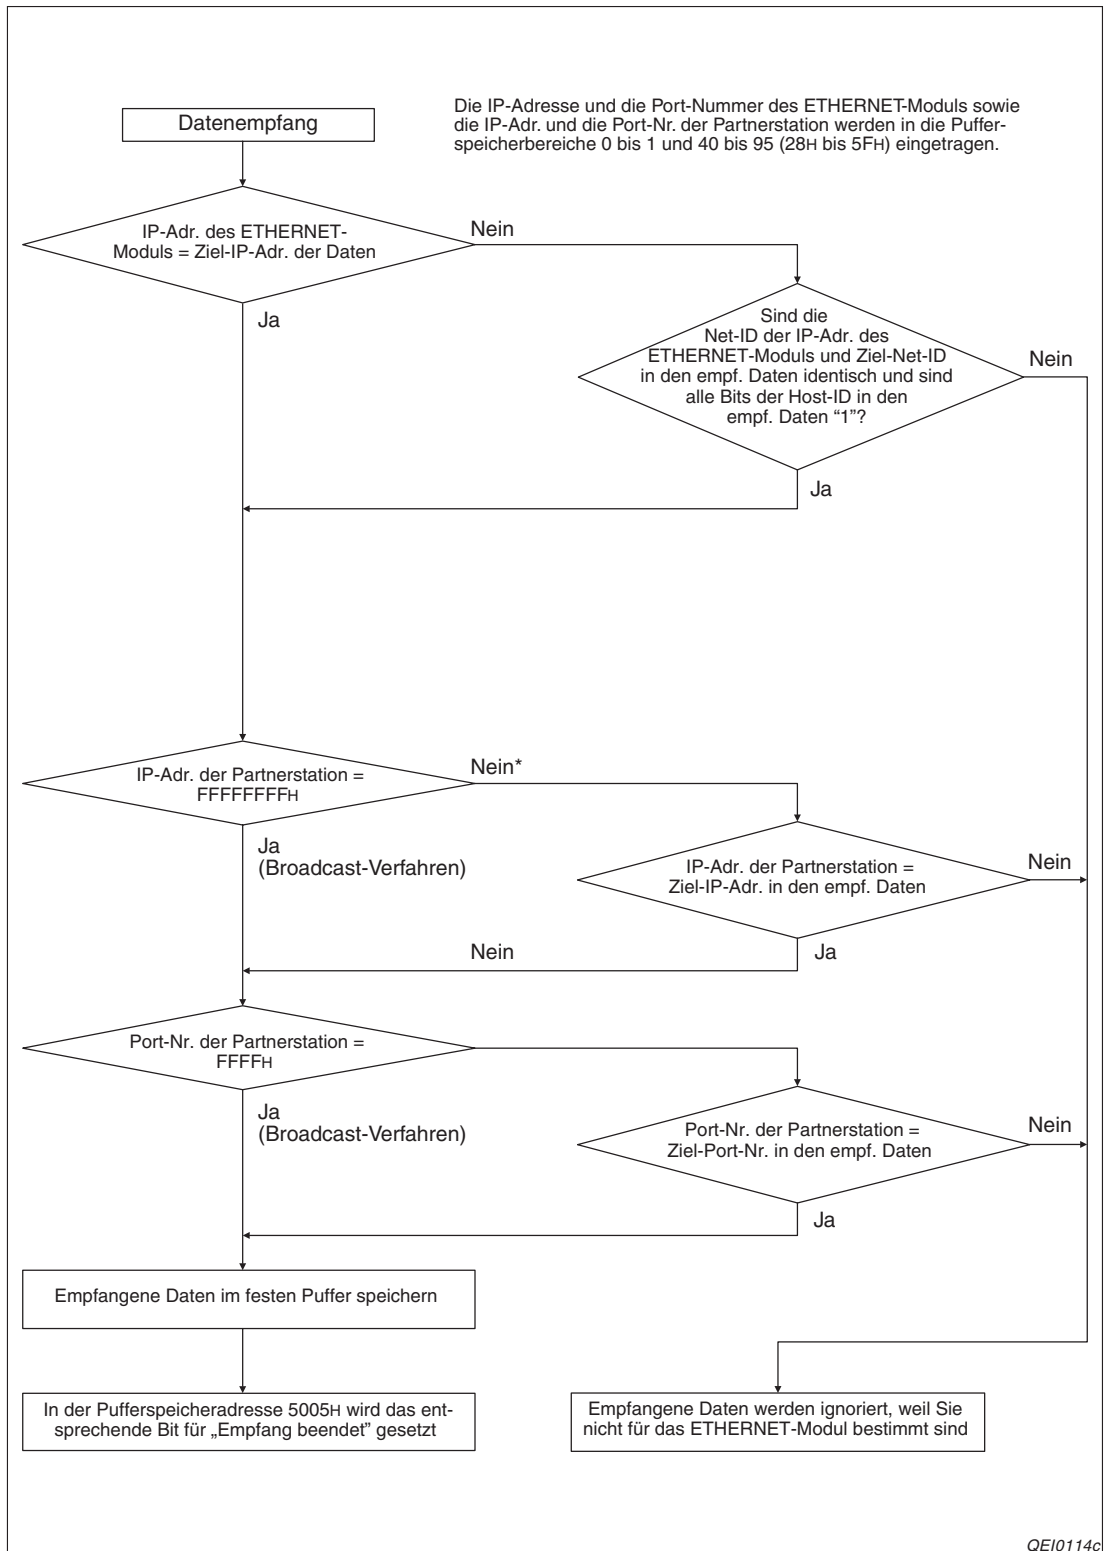 Datenempfang
Die IP-Adresse und die Port-Nummer des ETHERNET-Moduls sowie
die IP-Adr. und die Port-Nr. der Partnerstation werden in die Puffer-
speicherbereiche 0 bis 1 und 40 bis 95 (28H bis 5FH) eingetragen.
IP-Adr. des ETHERNET-
Moduls = Ziel-IP-Adr. der Daten
Nein
Ja
Sind die
Net-ID der IP-Adr. des
ETHERNET-Moduls und Ziel-Net-ID
in den empf. Daten identisch und sind
alle Bits der Host-ID in den
empf. Daten “1”?
Nein
Ja
IP-Adr. der Partnerstation =
FFFFFFFFH
Nein*
Ja
(Broadcast-Verfahren)
IP-Adr. der Partnerstation =
Ziel-IP-Adr. in den empf. Daten
Nein
Nein
Ja
Port-Nr. der Partnerstation =
FFFFH
Ja
(Broadcast-Verfahren)
Port-Nr. der Partnerstation =
Ziel-Port-Nr. in den empf. Daten
Nein
Ja
Empfangene Daten im festen Puffer speichern
In der Pufferspeicheradresse 5005H wird das ent-
sprechende Bit für „Empfang beendet” gesetzt
Empfangene Daten werden ignoriert, weil Sie
nicht für das ETHERNET-Modul bestimmt sind
QEI0114c